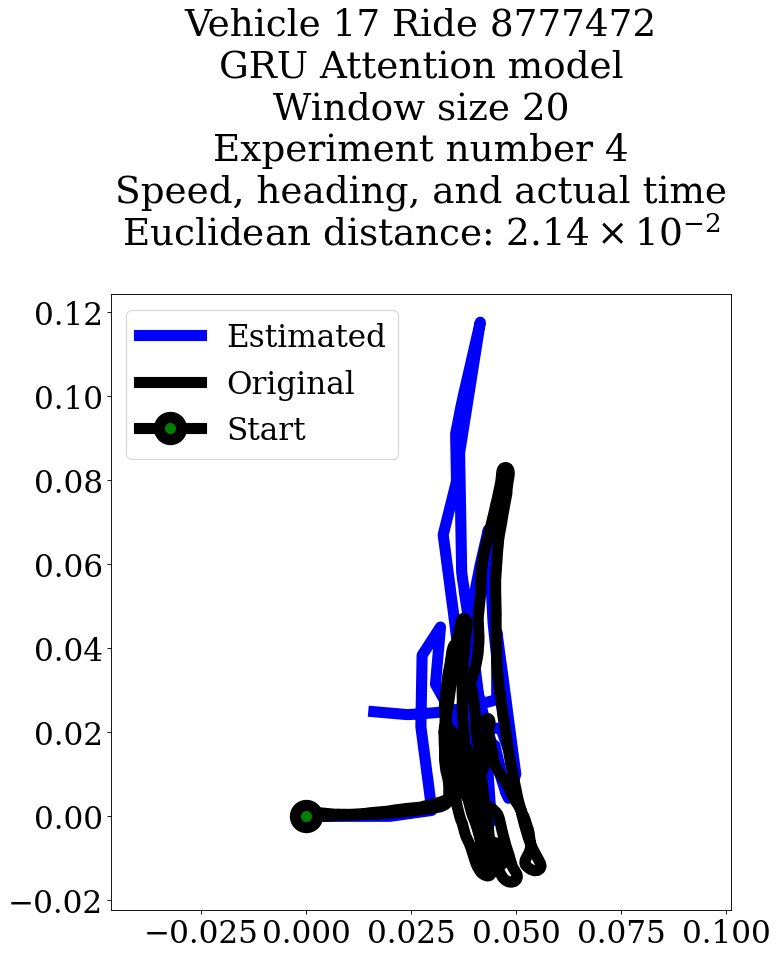 Vehicle 17 Ride 8777472
GRU Attention model
Window size 20
Experiment number 4
Speed, heading, and actual time
Euclidean distance: 2.14 × 10⁻²
Estimated
Original
Start
0.12
0.10
0.08
0.06
0.04
0.02
0.00
−0.02
−0.025 0.000 0.025 0.050 0.075 0.100